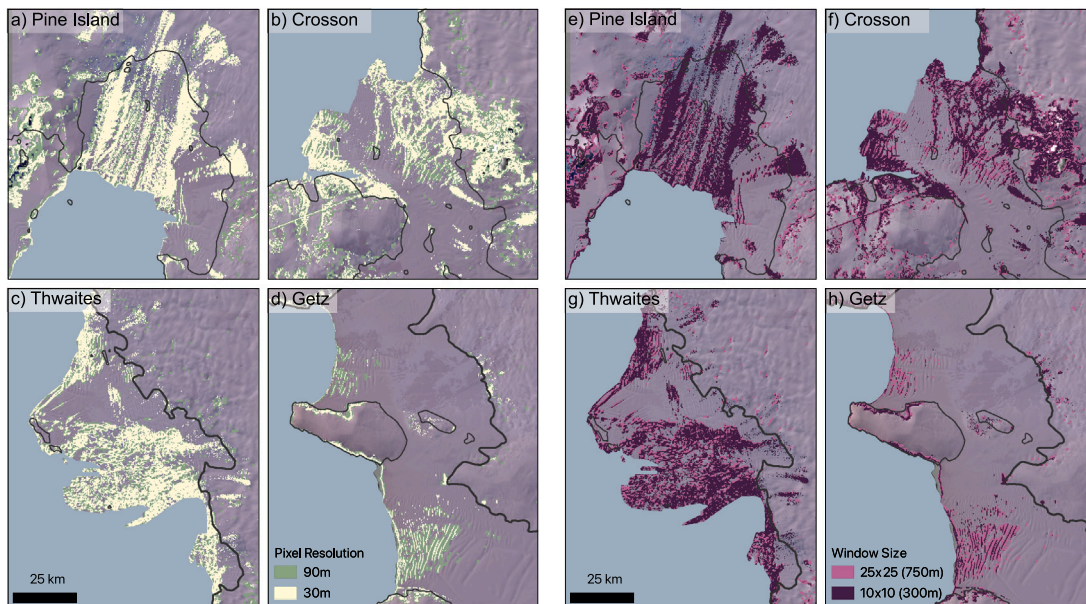 a) Pine Island
b) Crosson
c) Thwaites
d) Getz
Pixel Resolution
90m
30m
25 km
e) Pine Island
f) Crosson
g) Thwaites
h) Getz
Window Size
25x25 (750m)
10x10 (300m)
25 km